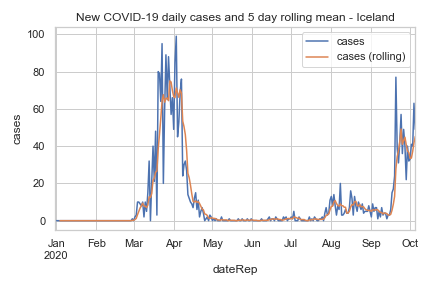 New COVID-19 daily cases and 5 day rolling mean - Iceland
cases
cases (rolling)
100
80
60
40
20
0
cases
Jan Feb Mar Apr May Jun Jul Aug Sep Oct
2020
dateRep